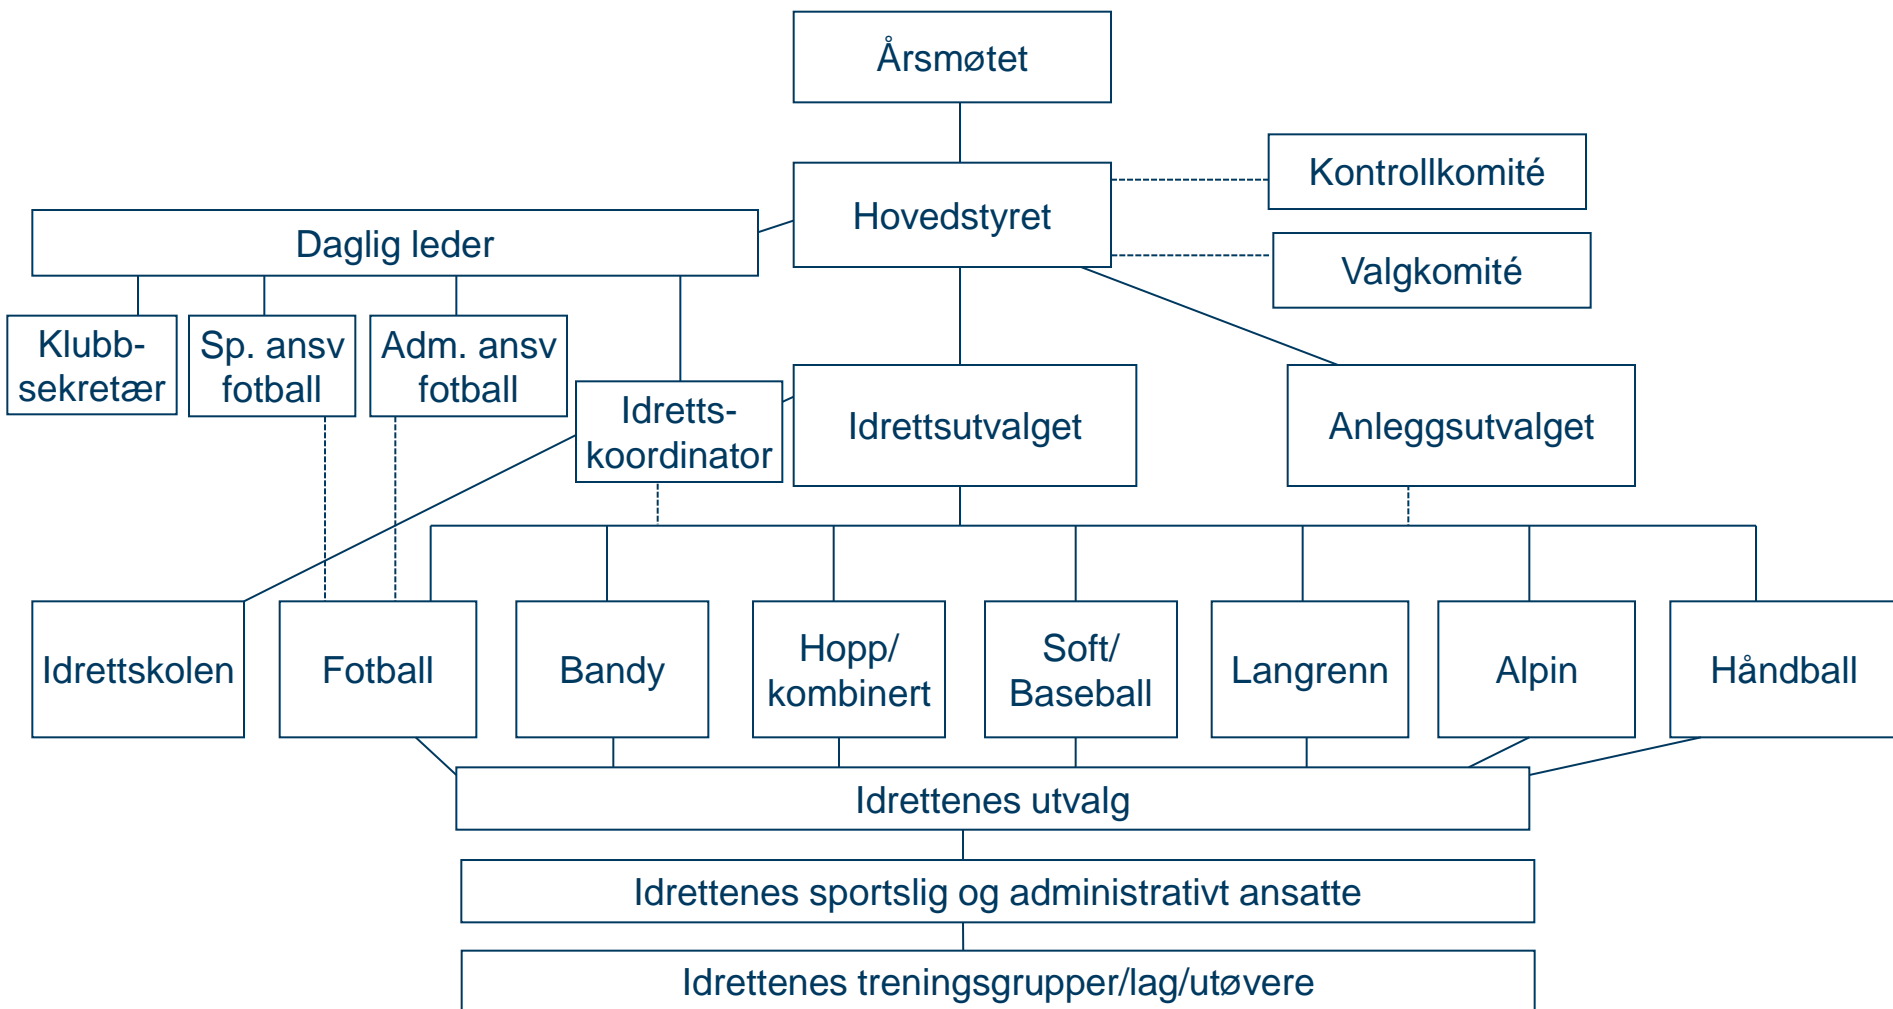 Årsmøtet
Kontrollkomité
Hovedstyret
Daglig leder
Valgkomité
Klubb-
sekretær
Sp. ansv
fotball
Adm. ansv
fotball
Idretts-
koordinator
Idrettsutvalget
Anleggsutvalget
Idrettskolen
Fotball
Bandy
Hopp/
kombinert
Soft/
Baseball
Langrenn
Alpin
Håndball
Idrettenes utvalg
Idrettenes sportslig og administrativt ansatte
Idrettenes treningsgrupper/lag/utøvere